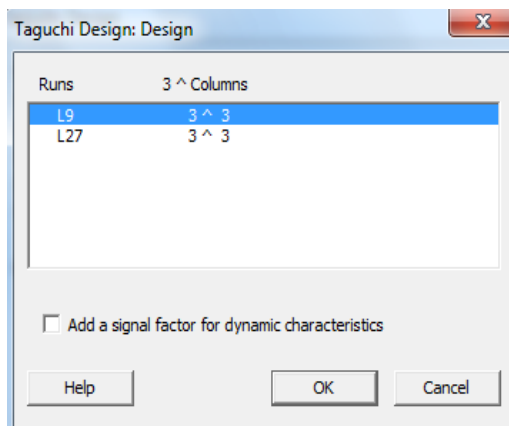 Taguchi Design: Design
X
Runs 3 ^ Columns
L9 3 ^ 3
L27 3 ^ 3
Add a signal factor for dynamic characteristics
Help OK Cancel